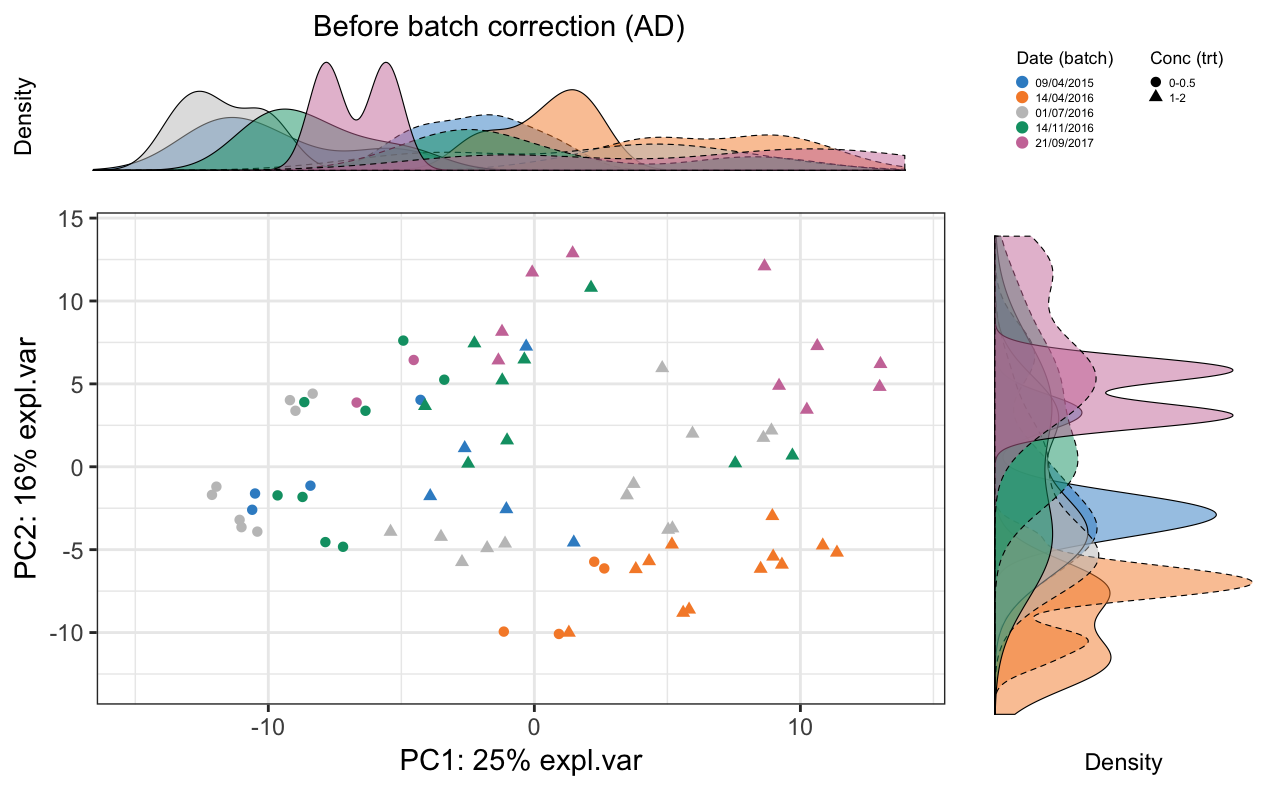 Before batch correction (AD)
Density
Date (batch)
09/04/2015
14/04/2016
01/07/2016
14/11/2016
21/09/2017
Conc (trt)
0-0.5
1-2
15
10
5
0
-5
-10
PC2: 16% expl.var
-10
0
10
PC1: 25% expl.var
Density